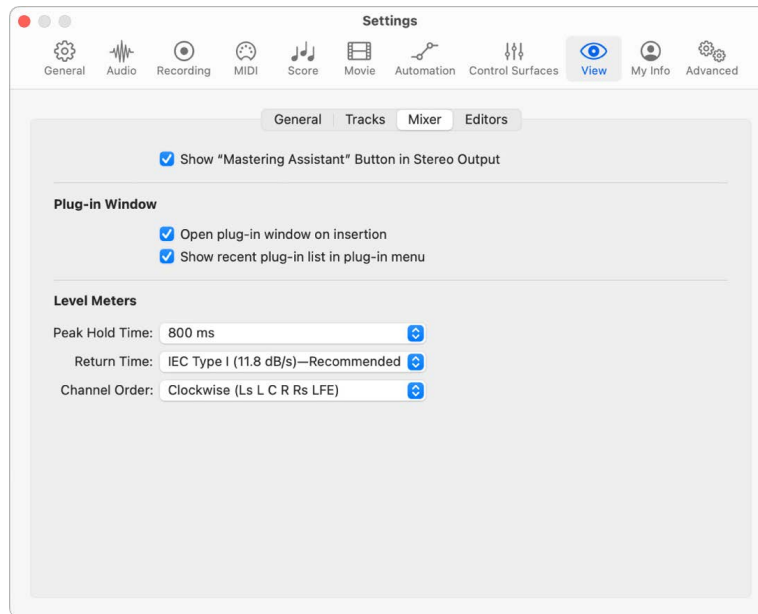 Settings
General Audio Recording MIDI Score Movie Automation Control Surfaces View My Info Advanced
General Tracks Mixer Editors
Show “Mastering Assistant” Button in Stereo Output
Plug-in Window
Open plug-in window on insertion
Show recent plug-in list in plug-in menu
Level Meters
Peak Hold Time: 800 ms
Return Time: IEC Type I (11.8 dB/s)—Recommended
Channel Order: Clockwise (Ls L C R Rs LFE)